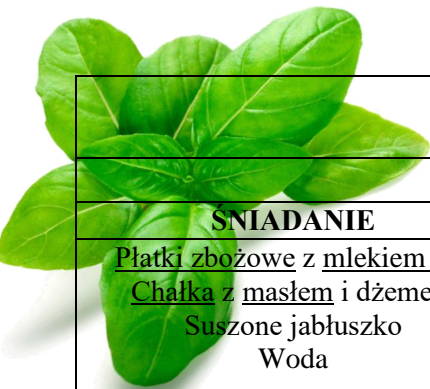 ŚNIADANIE
Płatki zbożowe z mlekiem
Chałka z masłem i dżeme
Suszone jabłuszko
Woda